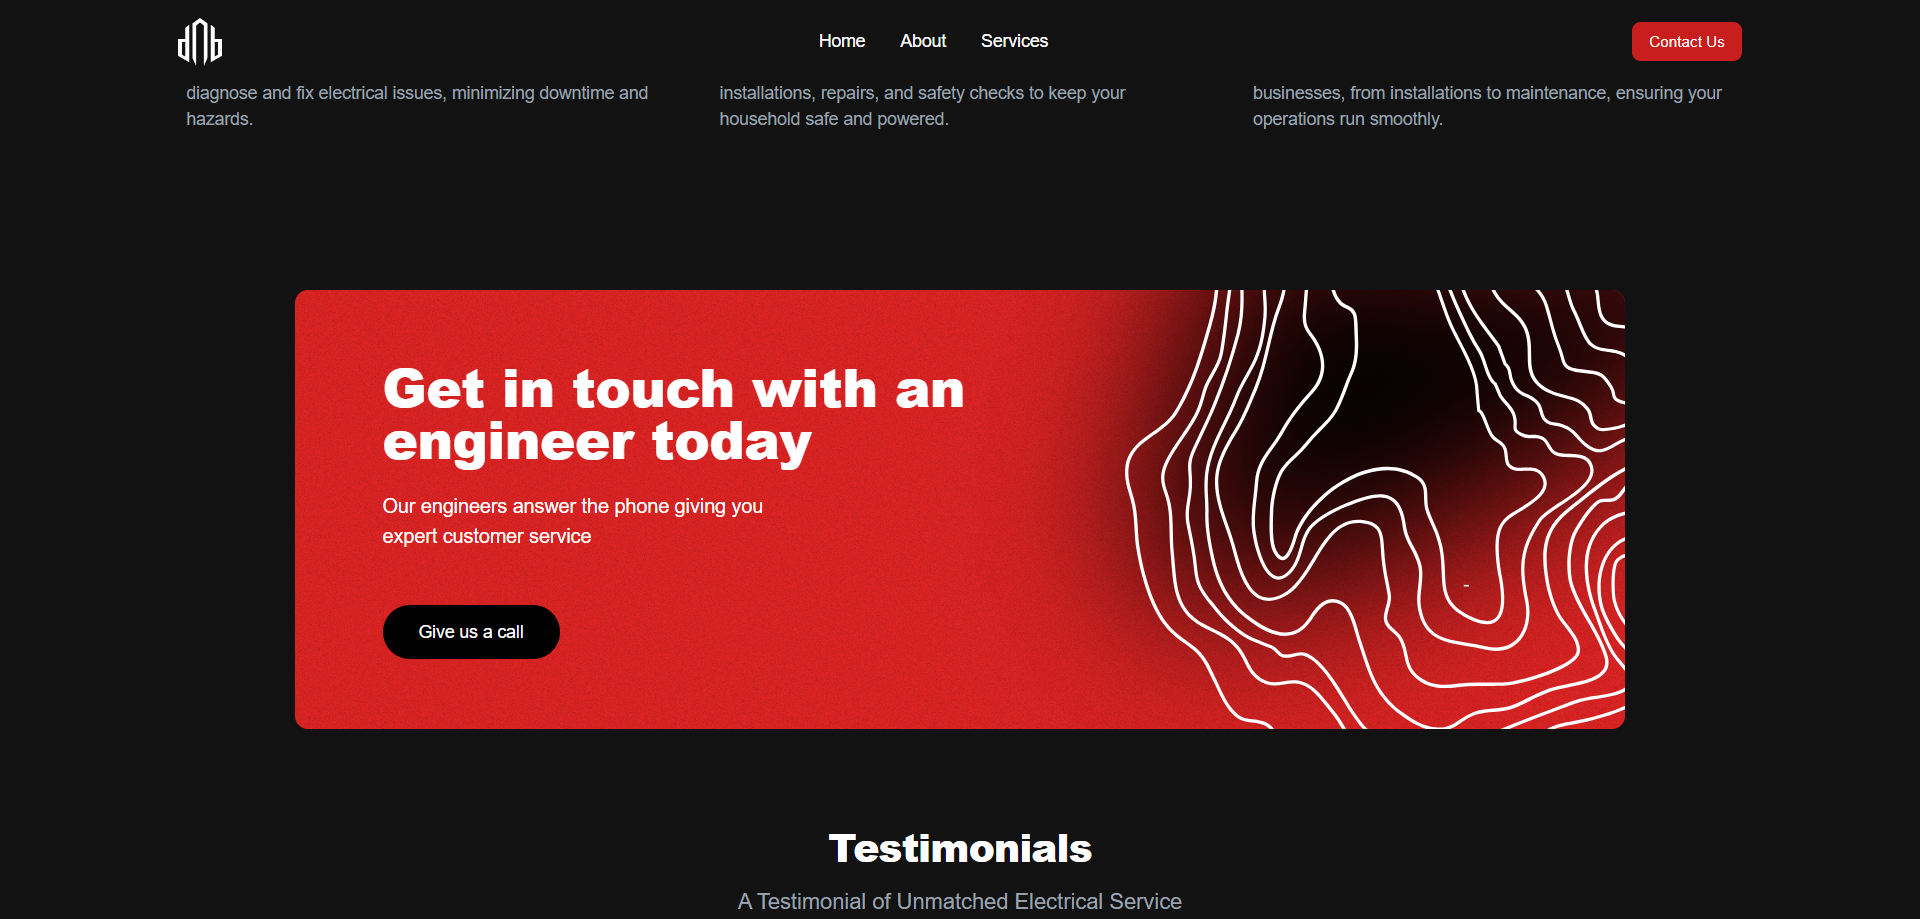 Home About Services
Contact Us
diagnose and fix electrical issues, minimizing downtime and
hazards.
installations, repairs, and safety checks to keep your
household safe and powered.
businesses, from installations to maintenance, ensuring your
operations run smoothly.
Get in touch with an
engineer today
Our engineers answer the phone giving you
expert customer service
Give us a call
Testimonials
A Testimonial of Unmatched Electrical Service